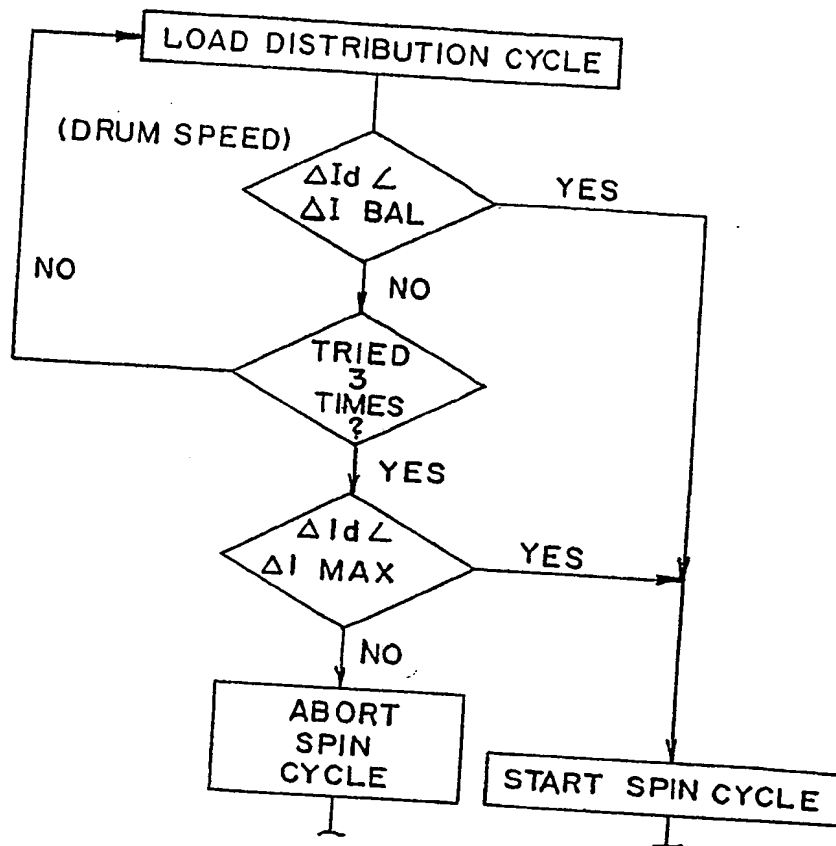 LOAD DISTRIBUTION CYCLE
(DRUM SPEED)
ΔId ∠
ΔI BAL
YES
NO
NO
TRIED
3
TIMES
?
YES
ΔId ∠
ΔI MAX
YES
NO
ABORT
SPIN
CYCLE
START SPIN CYCLE